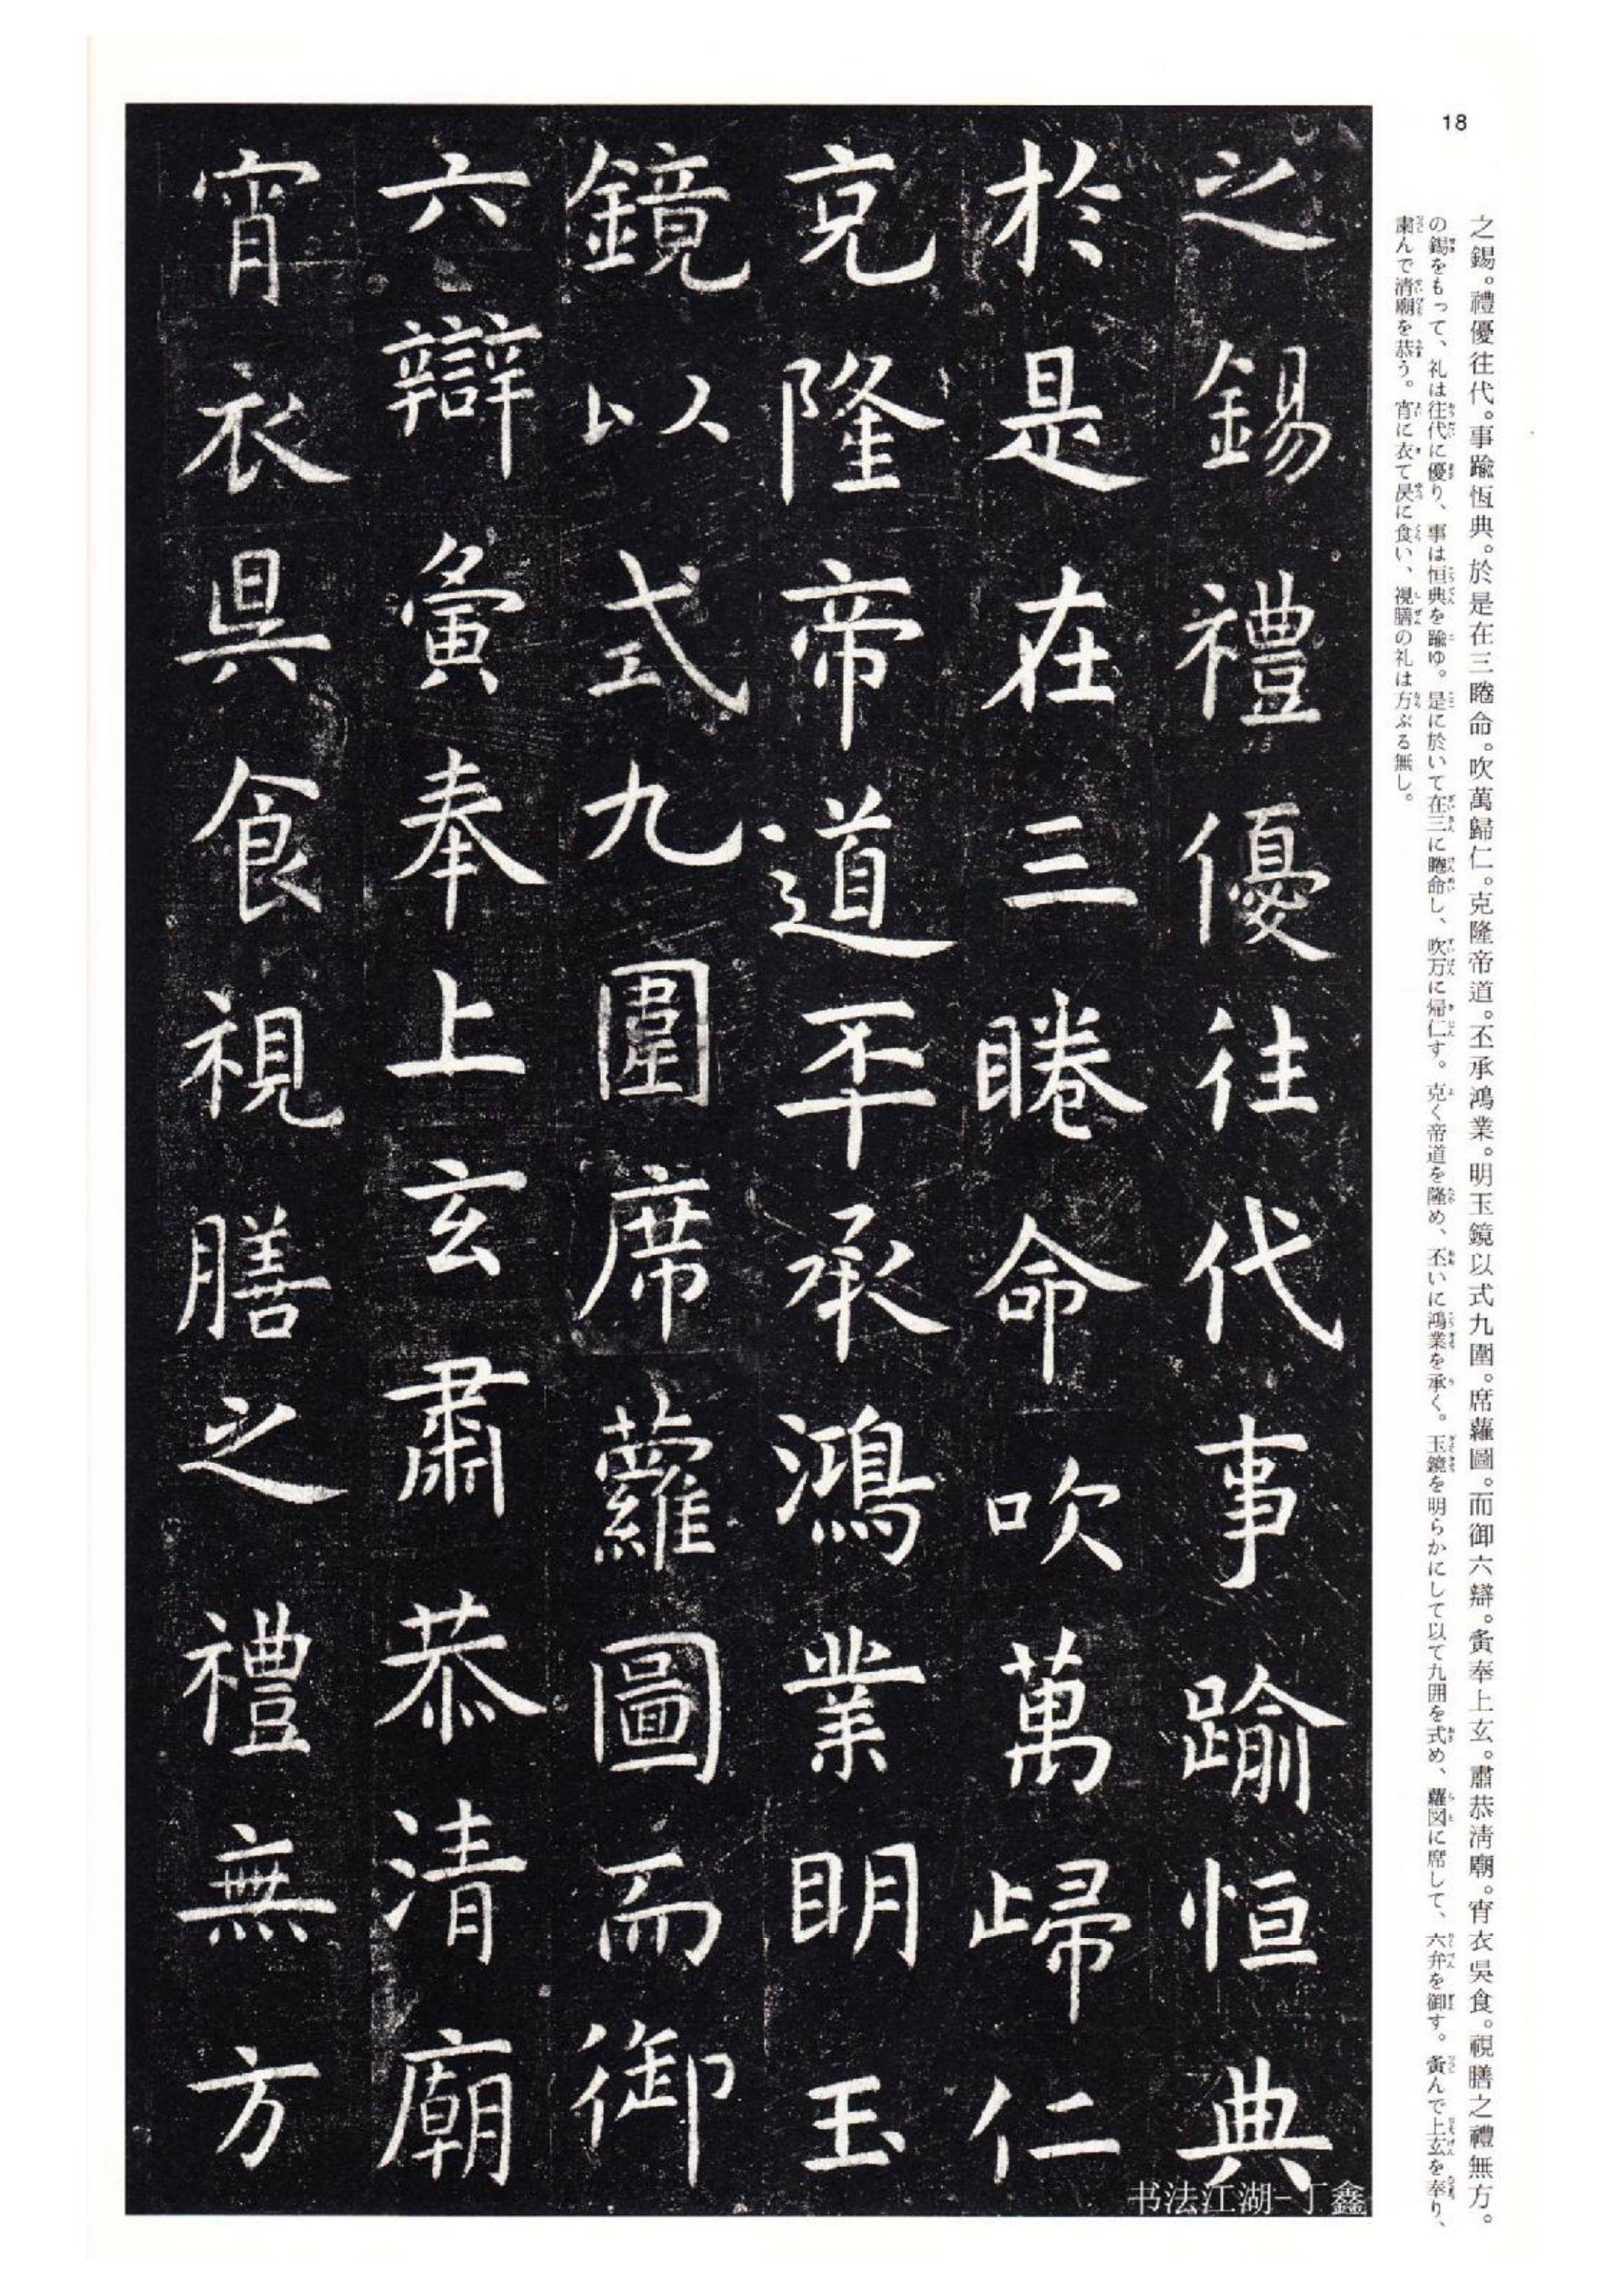 18
之錫。禮優往代。事踰恆典。於是在三睠命。吹萬歸仁。克隆帝道。丕承鴻業。明玉鏡以式九圍。席蘿圖。而御六辯。夤奉上玄。肅恭淸廟。宵衣昃食。視膳之禮無方。
の錫をもって、礼は往代に優り、事は恒典を踰ゆ。是に於いて在三に睠命し、吹万に帰仁す。克く帝道を隆め、丕いに鴻業を承く。玉鏡を明らかにして以て九囲を式め、蘿図に席して、六弁を御す。夤んで上玄を奉り、
粛んで清廟を恭う。宵に衣て昃に食い、視膳の礼は方ぶる無し。
之錫禮優往代事踰恒典
於是在三睠命吹萬歸仁
克隆帝道丕承鴻業明玉
鏡以式九圍席蘿圖而御
六辯夤奉上玄肅恭清廟
宵衣昃食視膳之禮無方
书法江湖-丁鑫